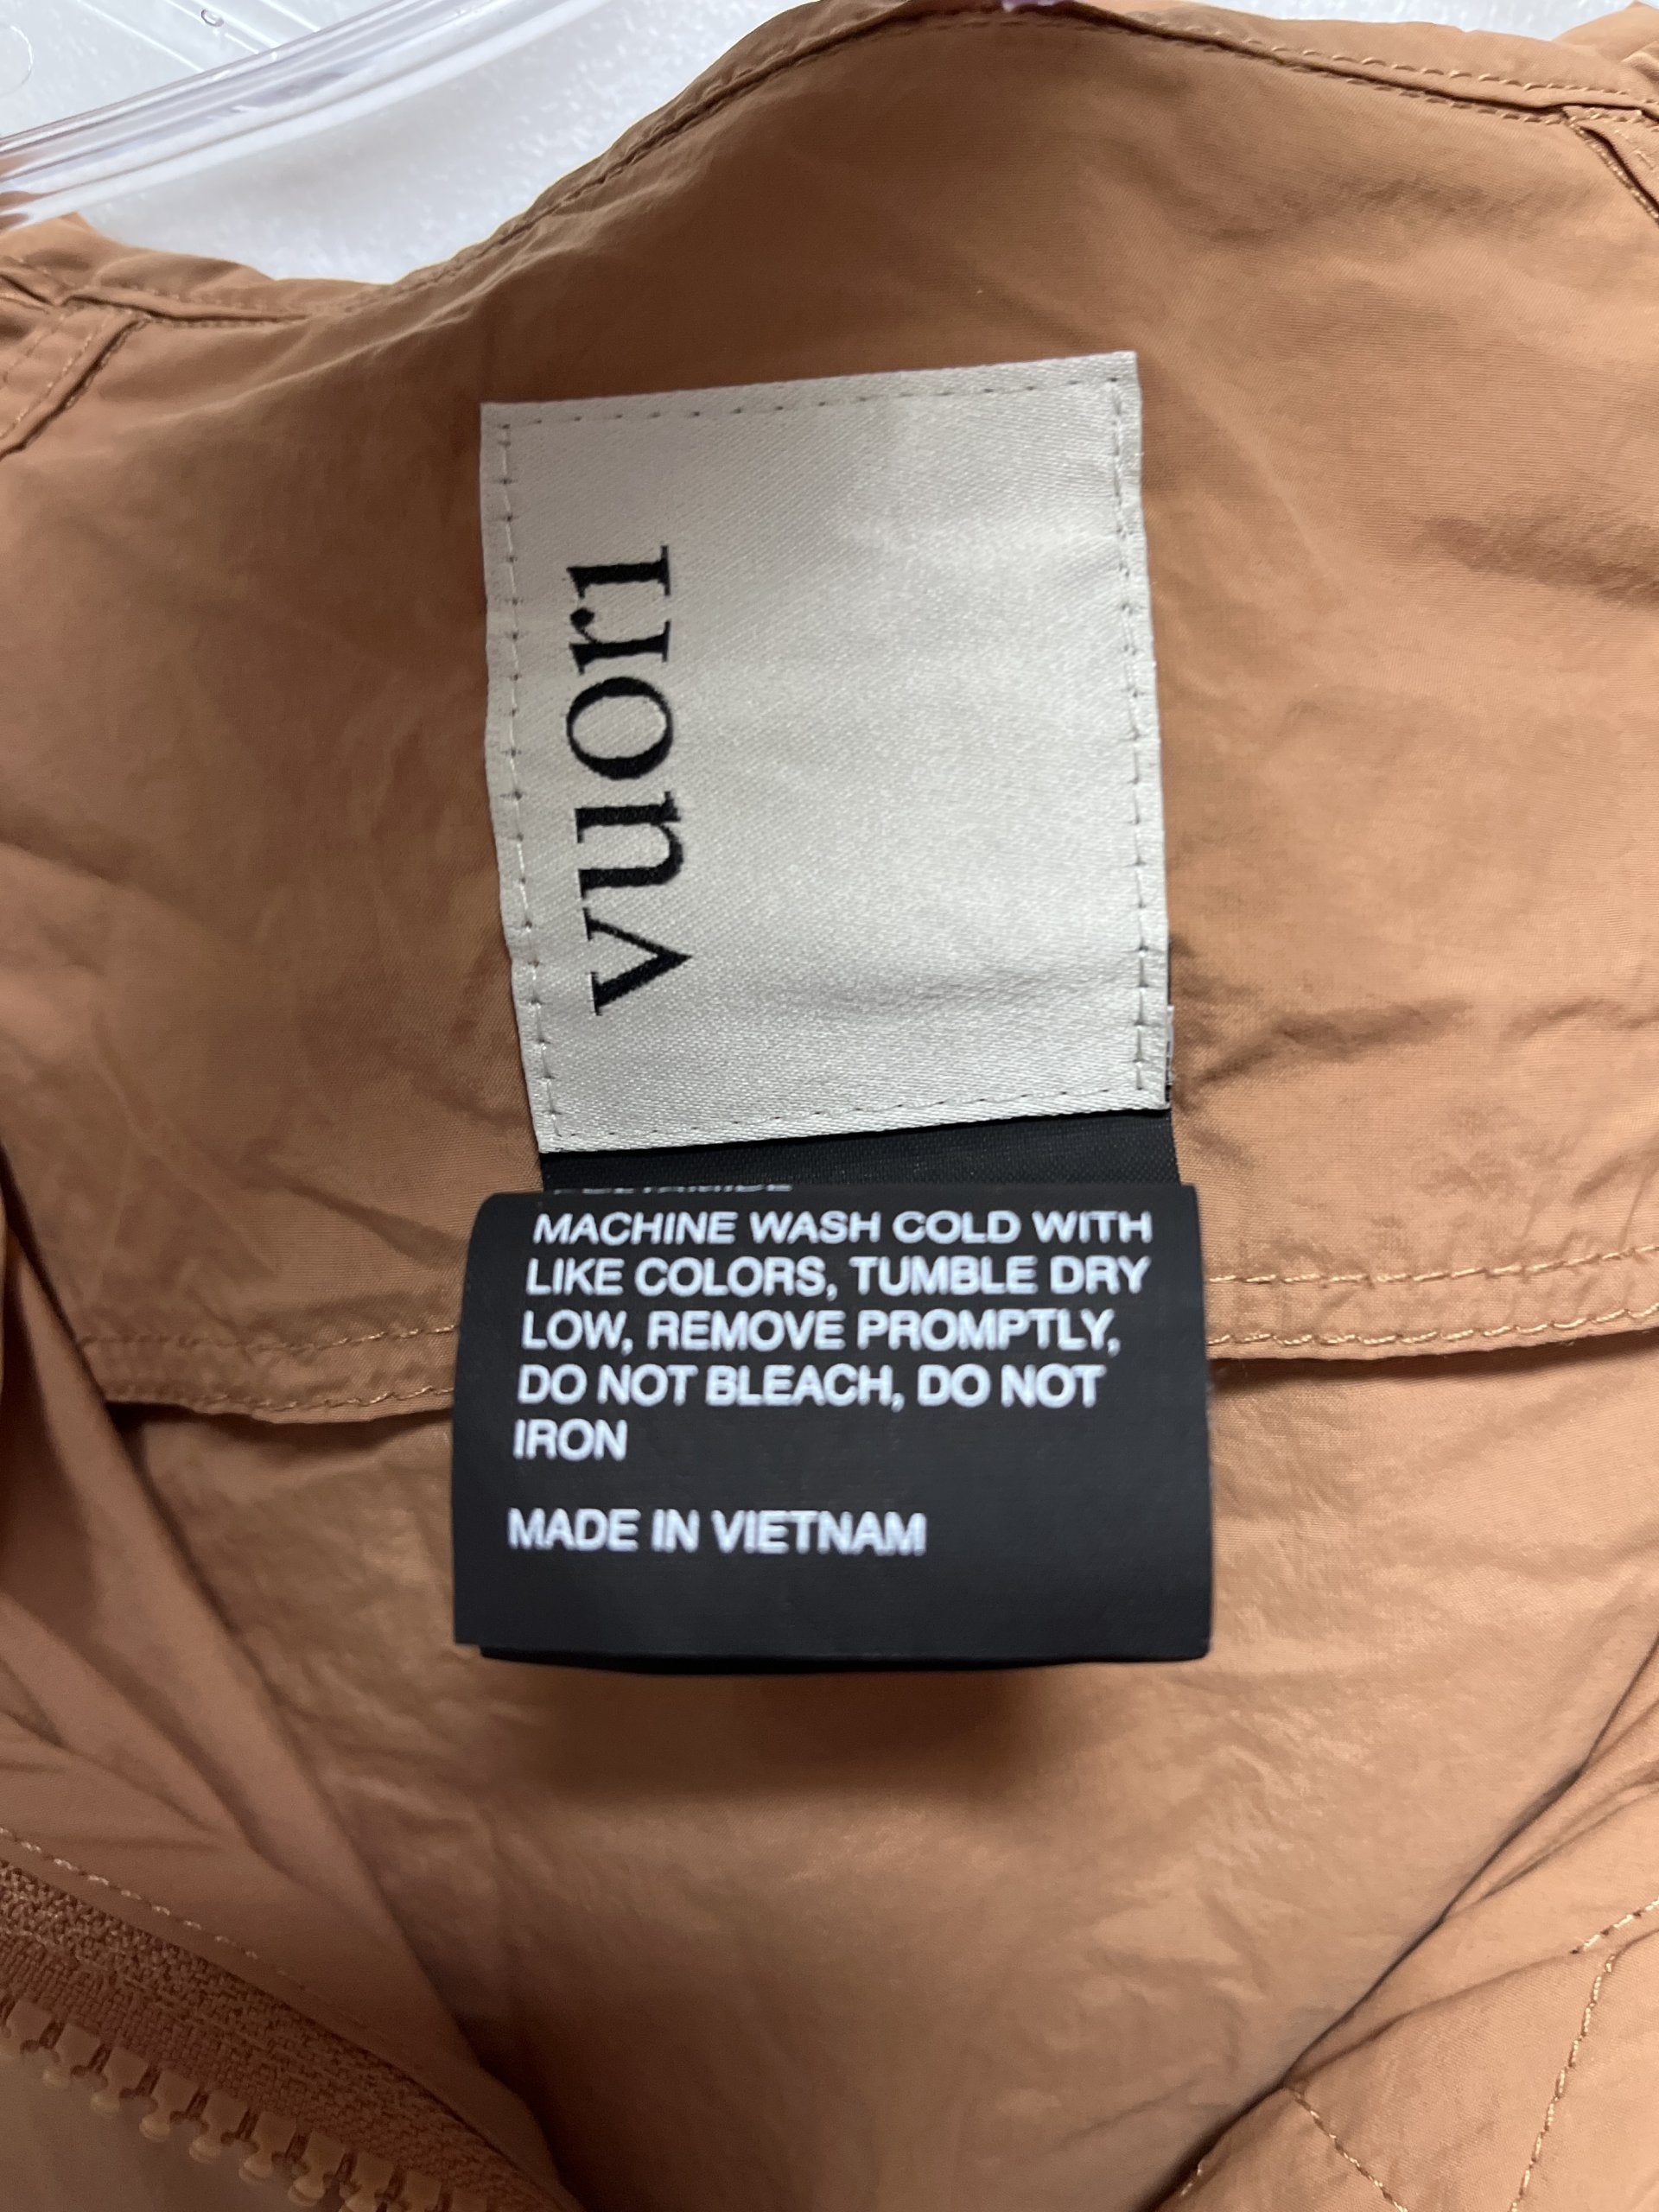 vuori
MACHINE WASH COLD WITH
LIKE COLORS, TUMBLE DRY
LOW, REMOVE PROMPTLY,
DO NOT BLEACH, DO NOT
IRON
MADE IN VIETNAM